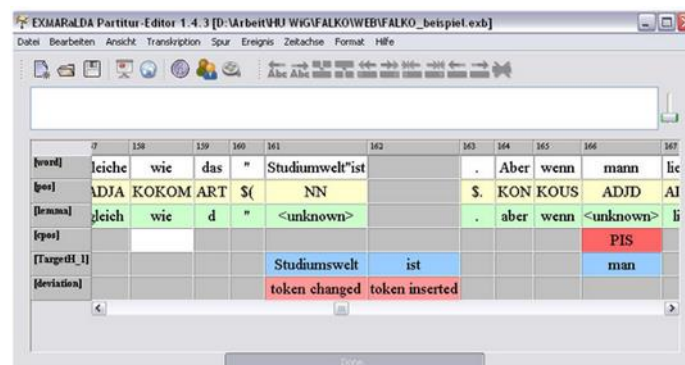 EXMARaLDA Partitur-Editor 1.4.3 [D:\Arbeit\HU WiG\FALKO\WEB\FALKO_beispiel.exb]
Datei Bearbeiten Ansicht Transkription Spur Ereignis Zeitachse Format Hilfe
7 158 159 160 161 162 163 164 165 166 167
[word] leiche wie das " Studiumwelt"ist . Aber wenn mann lie
[pos] ADJA KOKOM ART $( NN $. KON KOUS ADJD AI
[lemma] gleich wie d " <unknown> . aber wenn <unknown> li
[cpos] PIS
[TargetH_1] Studiumswelt ist man
[deviation] token changed token inserted
Done